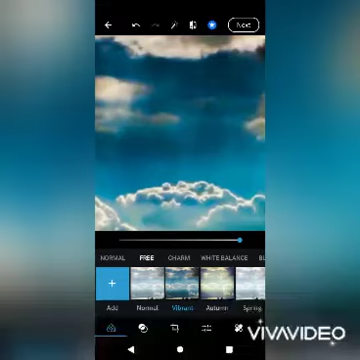 Next
NORMAL FREE CHARM WHITE BALANCE
Add Normal Vibrant Autumn Spring
VIVAVIDEO